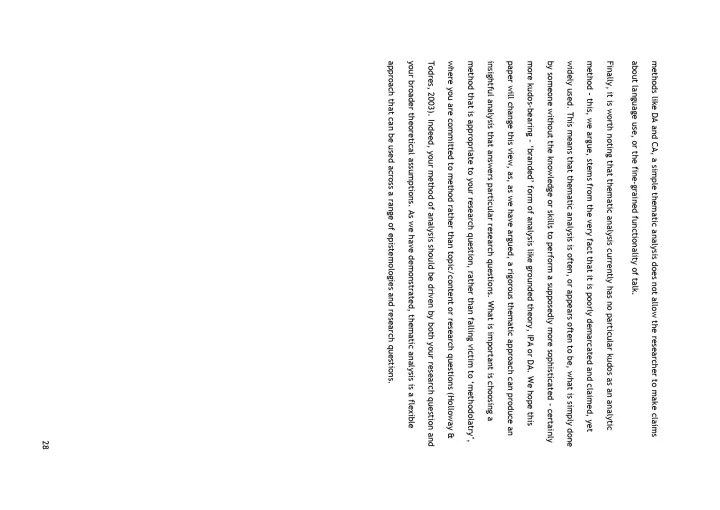 methods like DA and CA, a simple thematic analysis does not allow the researcher to make claims
about language use, or the fine-grained functionality of talk.
Finally, it is worth noting that thematic analysis currently has no particular kudos as an analytic
method - this, we argue, stems from the very fact that it is poorly demarcated and claimed, yet
widely used. This means that thematic analysis is often, or appears often to be, what is simply done
by someone without the knowledge or skills to perform a supposedly more sophisticated - certainly
more kudos-bearing - 'branded' form of analysis like grounded theory, IPA or DA. We hope this
paper will change this view, as, as we have argued, a rigorous thematic approach can produce an
insightful analysis that answers particular research questions. What is important is choosing a
method that is appropriate to your research question, rather than falling victim to 'methodolatry',
where you are committed to method rather than topic/content or research questions (Holloway &
Todres, 2003). Indeed, your method of analysis should be driven by both your research question and
your broader theoretical assumptions. As we have demonstrated, thematic analysis is a flexible
approach that can be used across a range of epistemologies and research questions.
28